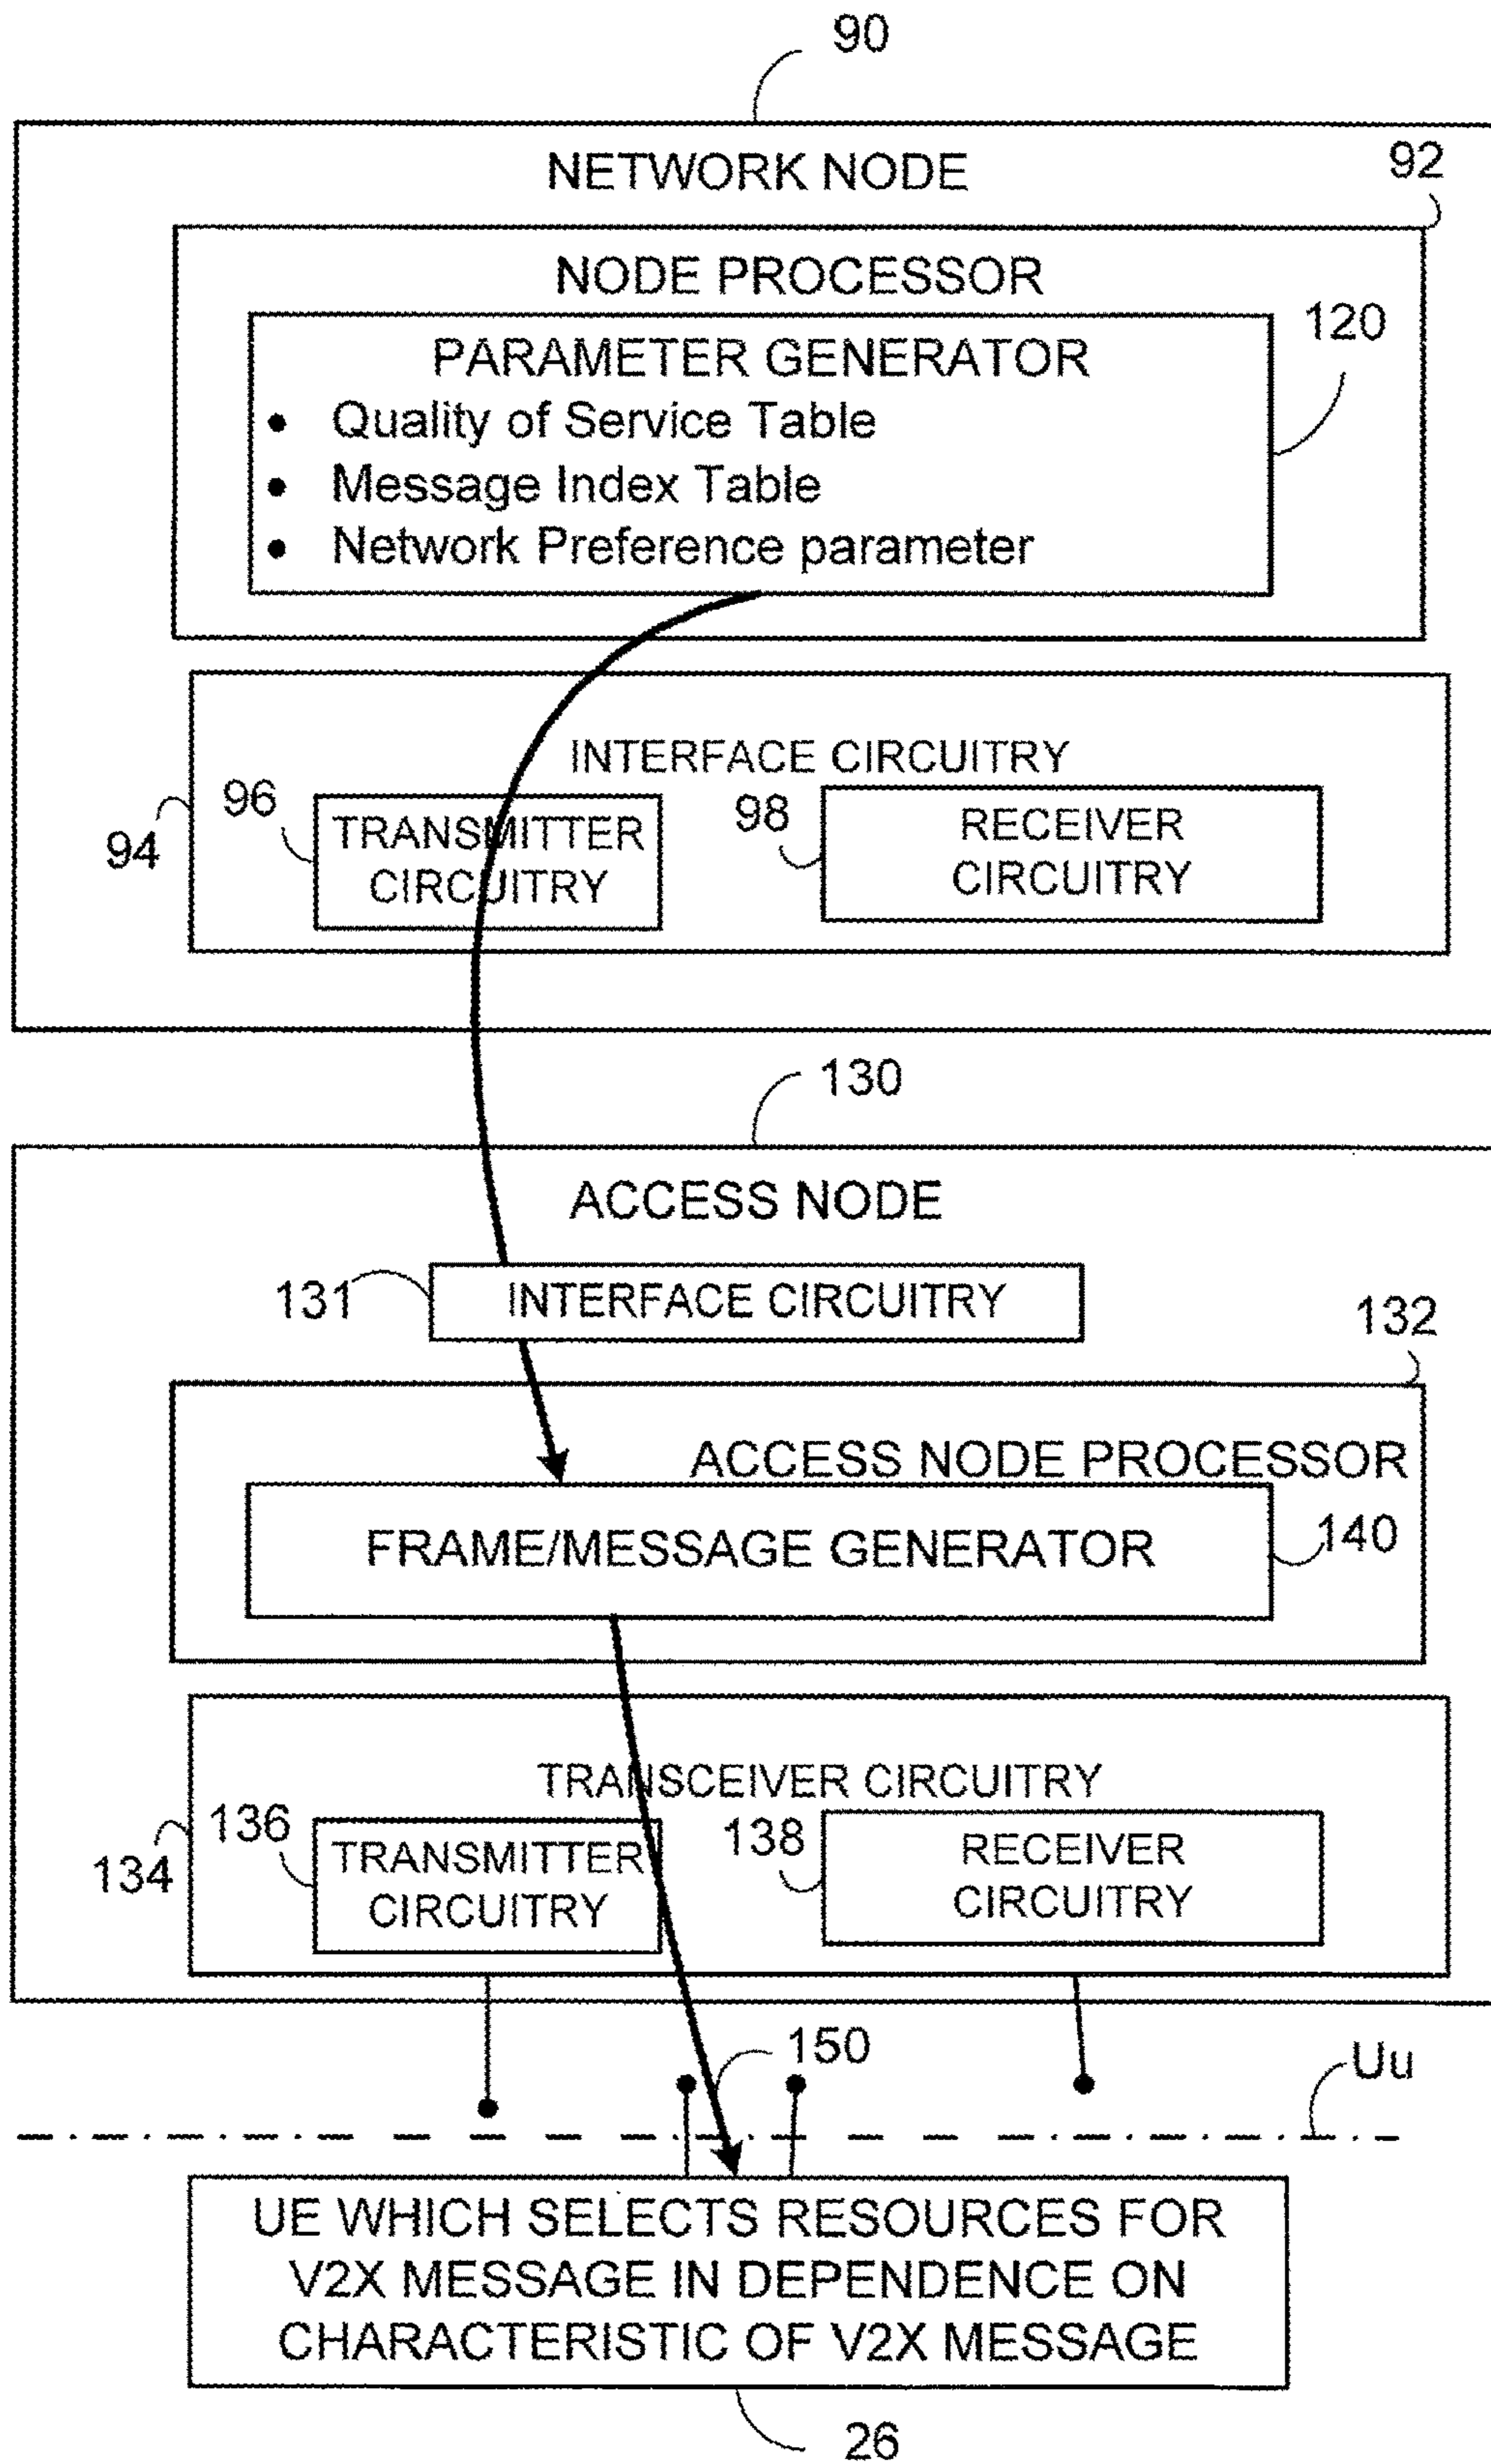 90
NETWORK NODE
92
NODE PROCESSOR
120
PARAMETER GENERATOR
• Quality of Service Table
• Message Index Table
• Network Preference parameter
INTERFACE CIRCUITRY
94
96
TRANSMITTER
CIRCUITRY
98
RECEIVER
CIRCUITRY
130
ACCESS NODE
131
INTERFACE CIRCUITRY
132
ACCESS NODE PROCESSOR
FRAME/MESSAGE GENERATOR
140
TRANSCEIVER CIRCUITRY
134
136
TRANSMITTER
CIRCUITRY
138
RECEIVER
CIRCUITRY
150
Uu
UE WHICH SELECTS RESOURCES FOR
V2X MESSAGE IN DEPENDENCE ON
CHARACTERISTIC OF V2X MESSAGE
26